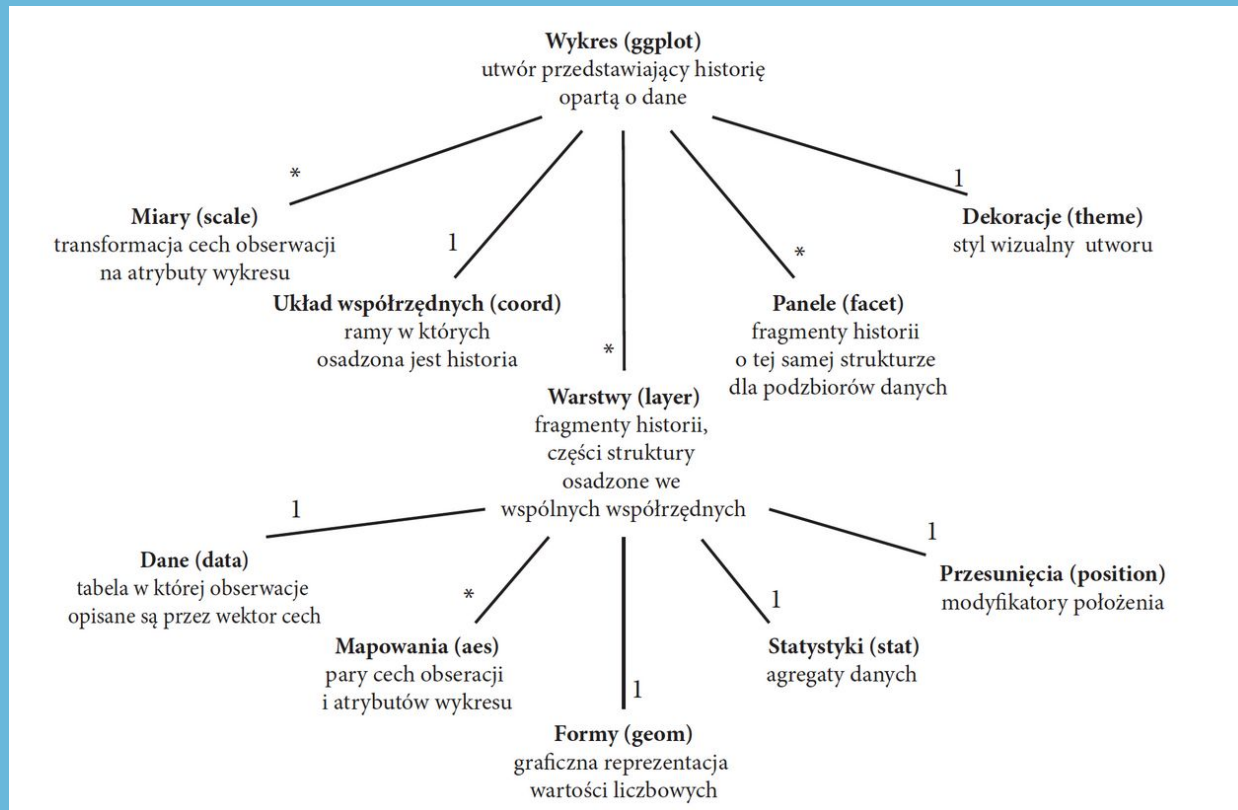 Wykres (ggplot)
utwór przedstawiający historię
opartą o dane
*
Miary (scale)
transformacja cech obserwacji
na atrybuty wykresu
1
Układ współrzędnych (coord)
ramy w których
osadzona jest historia
*
Warstwy (layer)
fragmenty historii,
części struktury
osadzone we
wspólnych współrzędnych
*
Panele (facet)
fragmenty historii
o tej samej strukturze
dla podzbiorów danych
1
Dekoracje (theme)
styl wizualny utworu
1
Dane (data)
tabela w której obserwacje
opisane są przez wektor cech
*
Mapowania (aes)
pary cech obseracji
i atrybutów wykresu
1
Formy (geom)
graficzna reprezentacja
wartości liczbowych
1
Statystyki (stat)
agregaty danych
1
Przesunięcia (position)
modyfikatory położenia